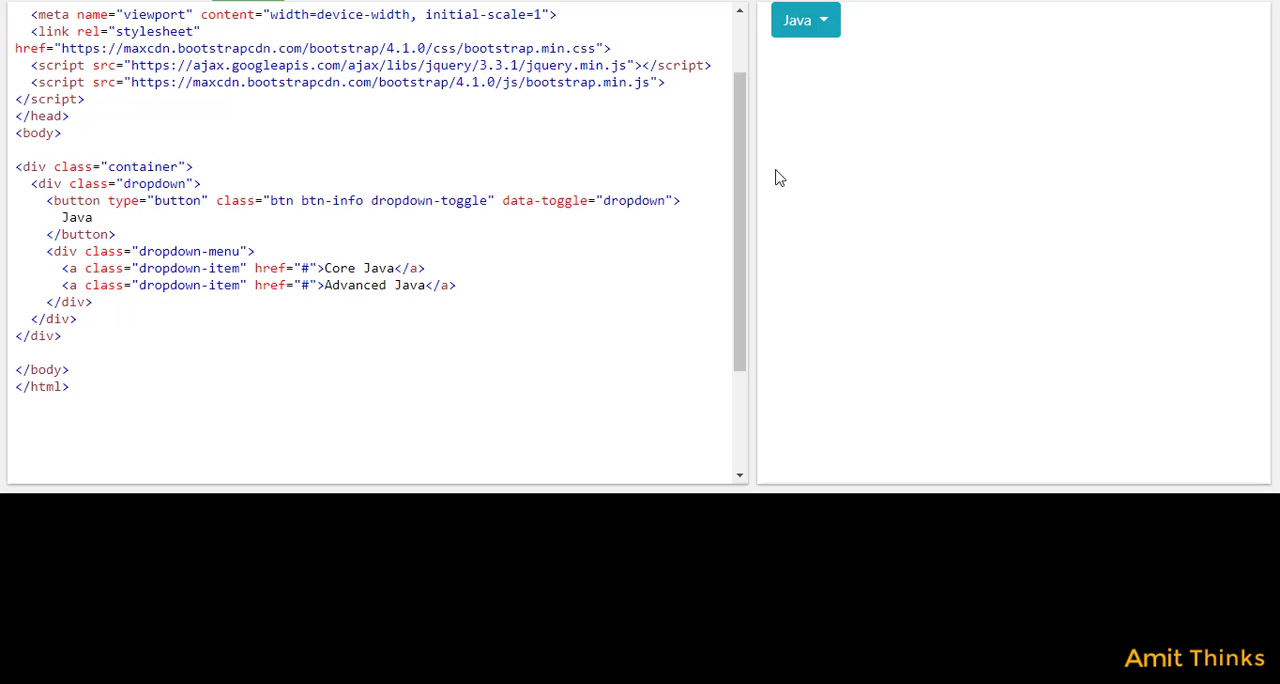 <meta name="viewport" content="width=device-width, initial-scale=1">
<link rel="stylesheet"
href="https://maxcdn.bootstrapcdn.com/bootstrap/4.1.0/css/bootstrap.min.css">
<script src="https://ajax.googleapis.com/ajax/libs/jquery/3.3.1/jquery.min.js"></script>
<script src="https://maxcdn.bootstrapcdn.com/bootstrap/4.1.0/js/bootstrap.min.js">
</script>
</head>
<body>
<div class="container">
<div class="dropdown">
<button type="button" class="btn btn-info dropdown-toggle" data-toggle="dropdown">
Java
</button>
<div class="dropdown-menu">
<a class="dropdown-item" href="#">Core Java</a>
<a class="dropdown-item" href="#">Advanced Java</a>
</div>
</div>
</div>
</body>
</html>
Java
Amit Thinks